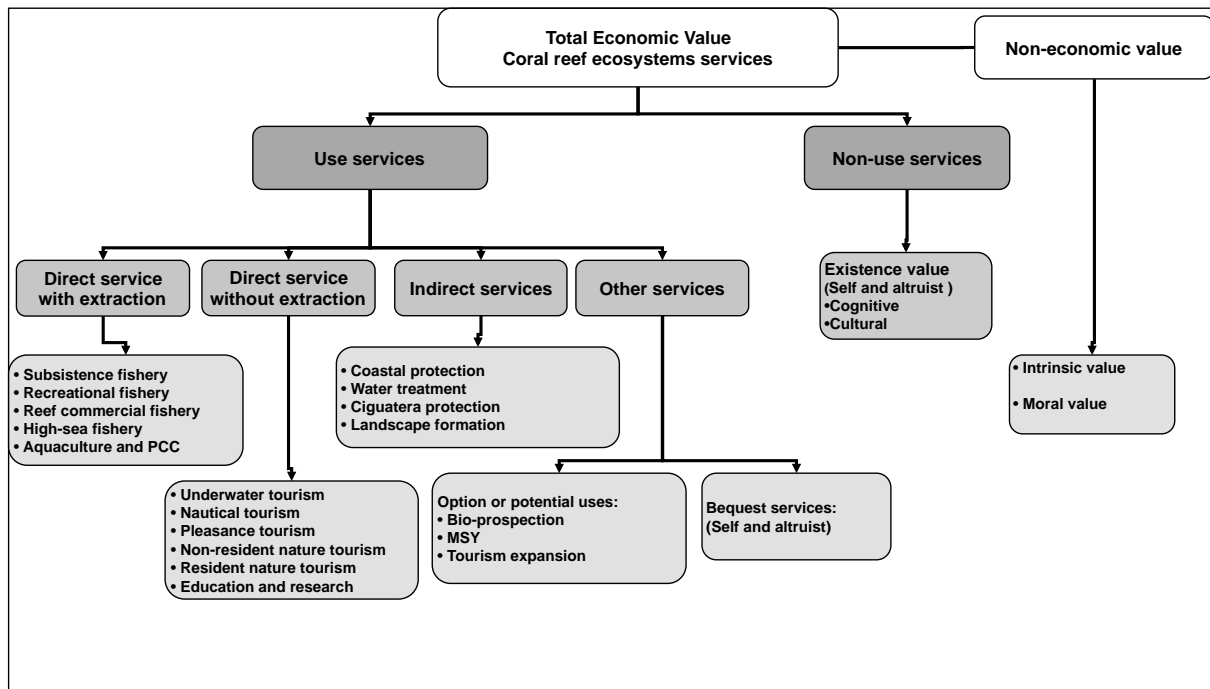 Total Economic Value
Coral reef ecosystems services
Non-economic value
Use services
Non-use services
Direct service
with extraction
Direct service
without extraction
Indirect services
Other services
Existence value
(Self and altruist )
•Cognitive
•Cultural
• Subsistence fishery
• Recreational fishery
• Reef commercial fishery
• High-sea fishery
• Aquaculture and PCC
• Coastal protection
• Water treatment
• Ciguatera protection
• Landscape formation
• Intrinsic value
• Moral value
• Underwater tourism
• Nautical tourism
• Pleasance tourism
• Non-resident nature tourism
• Resident nature tourism
• Education and research
Option or potential uses:
• Bio-prospection
• MSY
• Tourism expansion
Bequest services:
(Self and altruist)